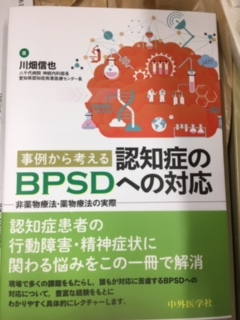 著
川畑信也
八千代病院 神経内科部長
愛知県認知症疾患医療センター長
事例から考える 認知症の
BPSDへの対応
非薬物療法・薬物療法の実際
認知症患者の
行動障害・精神症状に
関わる悩みをこの一冊で解消
現場で多くの課題をもたらし、誰もが対応に苦慮するBPSDへの
対応について、豊富な経験をもとに
わかりやすく具体的にレクチャーします。
中外医学社